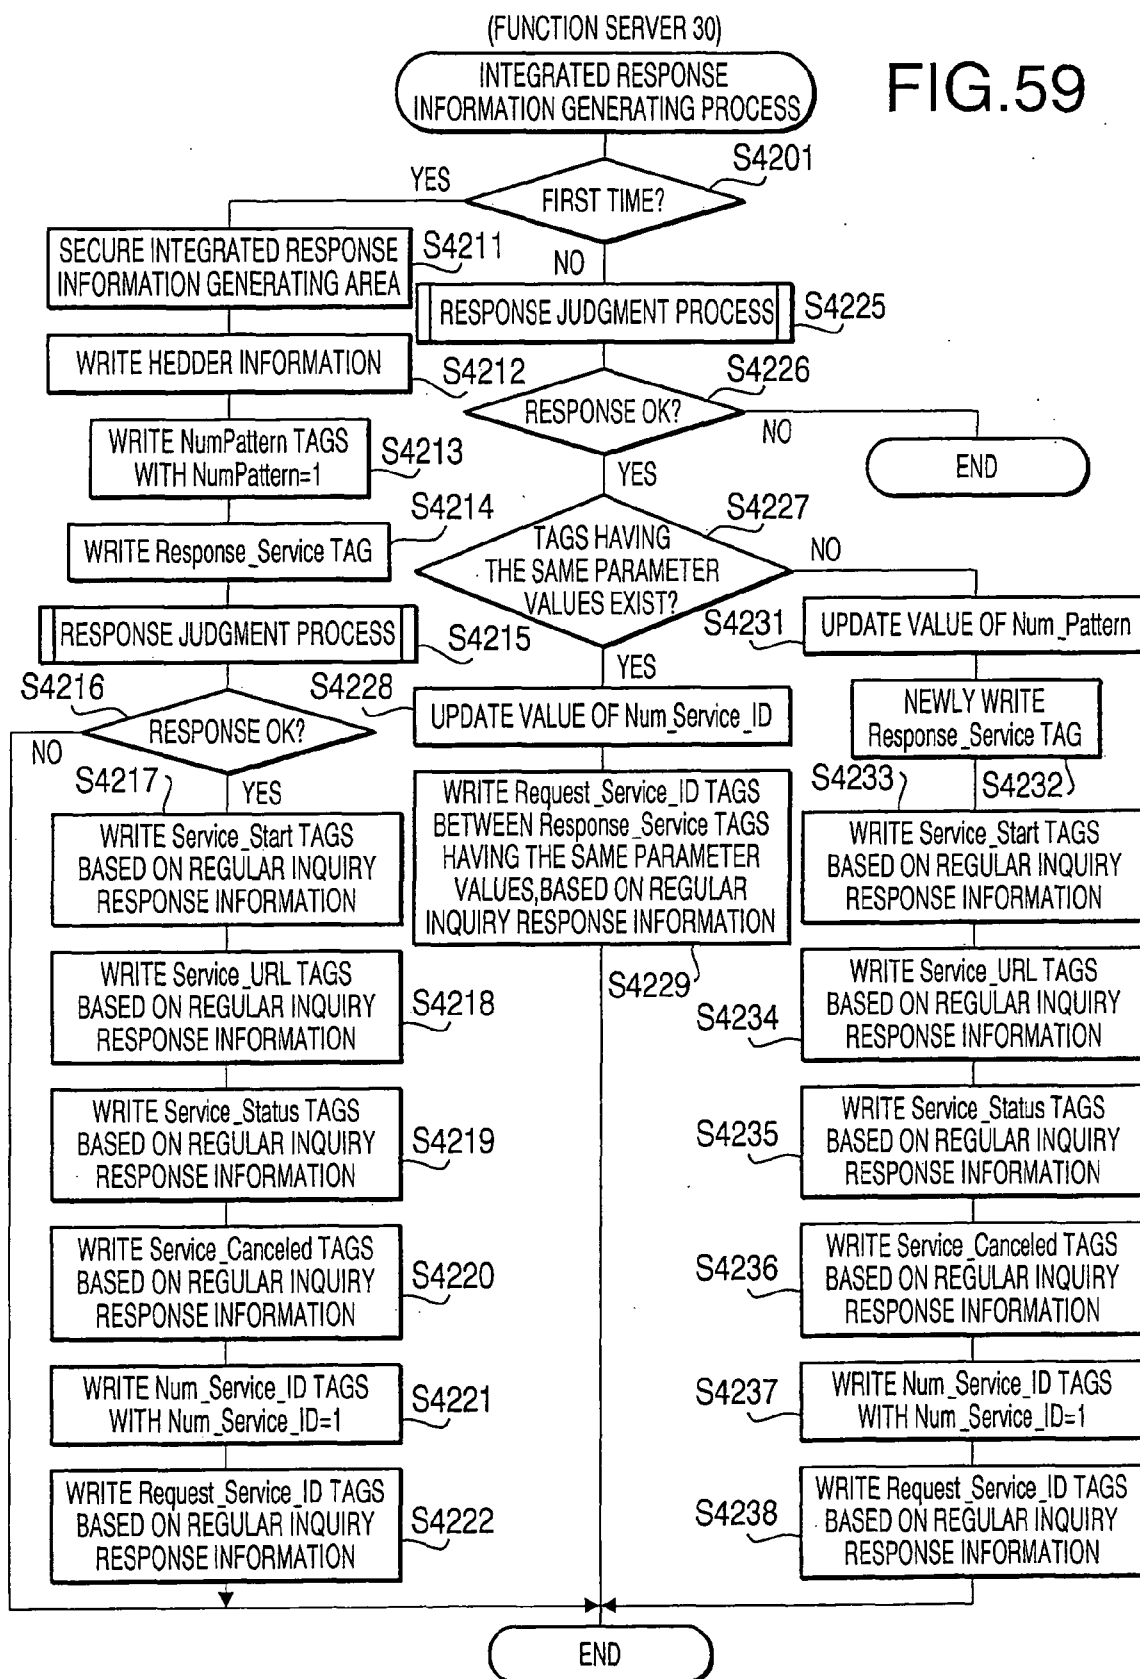 (FUNCTION SERVER 30)
INTEGRATED RESPONSE
INFORMATION GENERATING PROCESS
FIG.59
S4201
FIRST TIME?
YES
NO
SECURE INTEGRATED RESPONSE
INFORMATION GENERATING AREA
S4211
WRITE HEDDER INFORMATION
S4212
WRITE NumPattern TAGS
WITH NumPattern=1
S4213
WRITE Response_Service TAG
S4214
RESPONSE JUDGMENT PROCESS
S4215
S4216
RESPONSE OK?
NO
YES
S4217
WRITE Service_Start TAGS
BASED ON REGULAR INQUIRY
RESPONSE INFORMATION
WRITE Service_URL TAGS
BASED ON REGULAR INQUIRY
RESPONSE INFORMATION
S4218
WRITE Service_Status TAGS
BASED ON REGULAR INQUIRY
RESPONSE INFORMATION
S4219
WRITE Service_Canceled TAGS
BASED ON REGULAR INQUIRY
RESPONSE INFORMATION
S4220
WRITE Num_Service_ID TAGS
WITH Num_Service_ID=1
S4221
WRITE Request_Service_ID TAGS
BASED ON REGULAR INQUIRY
RESPONSE INFORMATION
S4222
RESPONSE JUDGMENT PROCESS
S4225
S4226
RESPONSE OK?
NO
END
YES
S4227
TAGS HAVING
THE SAME PARAMETER
VALUES EXIST?
NO
YES
S4228
UPDATE VALUE OF Num_Service_ID
WRITE Request_Service_ID TAGS
BETWEEN Response_Service TAGS
HAVING THE SAME PARAMETER
VALUES,BASED ON REGULAR
INQUIRY RESPONSE INFORMATION
S4229
S4231
UPDATE VALUE OF Num_Pattern
NEWLY WRITE
Response_Service TAG
S4232
S4233
WRITE Service_Start TAGS
BASED ON REGULAR INQUIRY
RESPONSE INFORMATION
S4234
WRITE Service_URL TAGS
BASED ON REGULAR INQUIRY
RESPONSE INFORMATION
S4235
WRITE Service_Status TAGS
BASED ON REGULAR INQUIRY
RESPONSE INFORMATION
S4236
WRITE Service_Canceled TAGS
BASED ON REGULAR INQUIRY
RESPONSE INFORMATION
S4237
WRITE Num_Service_ID TAGS
WITH Num_Service_ID=1
S4238
WRITE Request_Service_ID TAGS
BASED ON REGULAR INQUIRY
RESPONSE INFORMATION
END